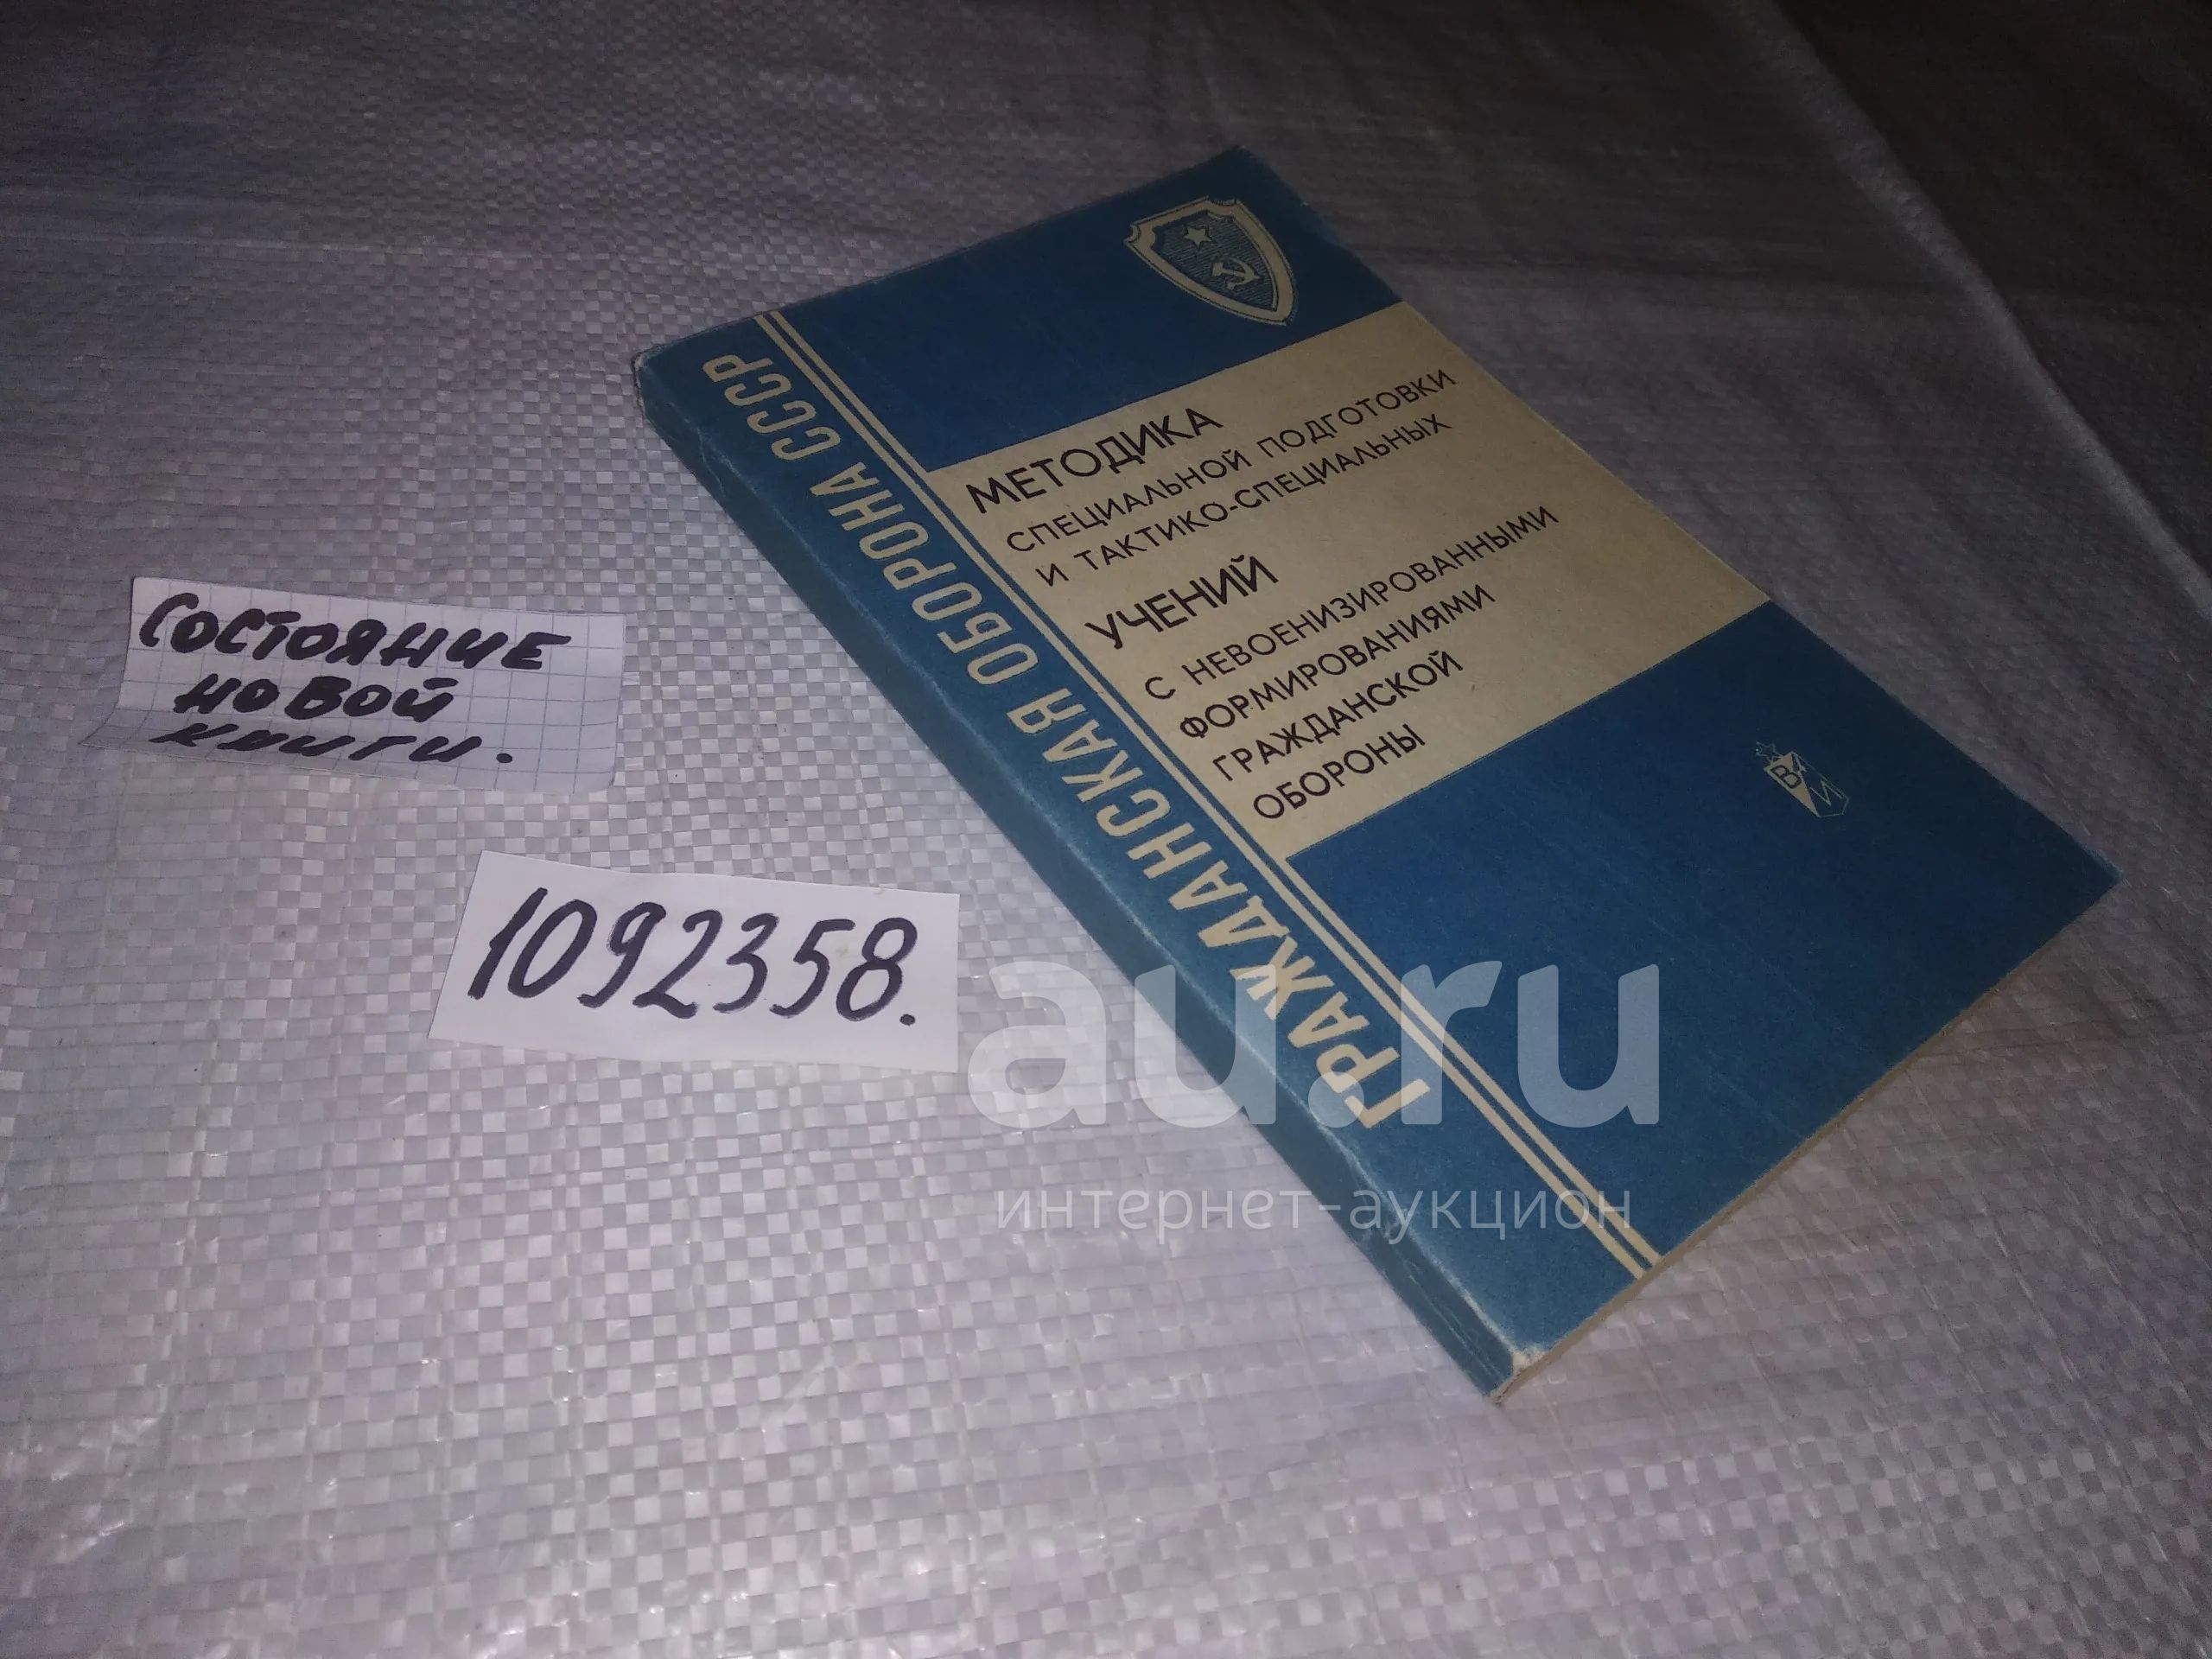 ГРАЖДАНСКАЯ ОБОРОНА СССР
МЕТОДИКА
СПЕЦИАЛЬНОЙ ПОДГОТОВКИ
И ТАКТИКО-СПЕЦИАЛЬНЫХ
УЧЕНИЙ
С НЕВОЕНИЗИРОВАННЫМИ
ФОРМИРОВАНИЯМИ
ГРАЖДАНСКОЙ
ОБОРОНЫ
В И
СОСТОЯНИЕ
НОВОЙ
КНИГИ.
1092358.
au.ru
интернет-аукцион